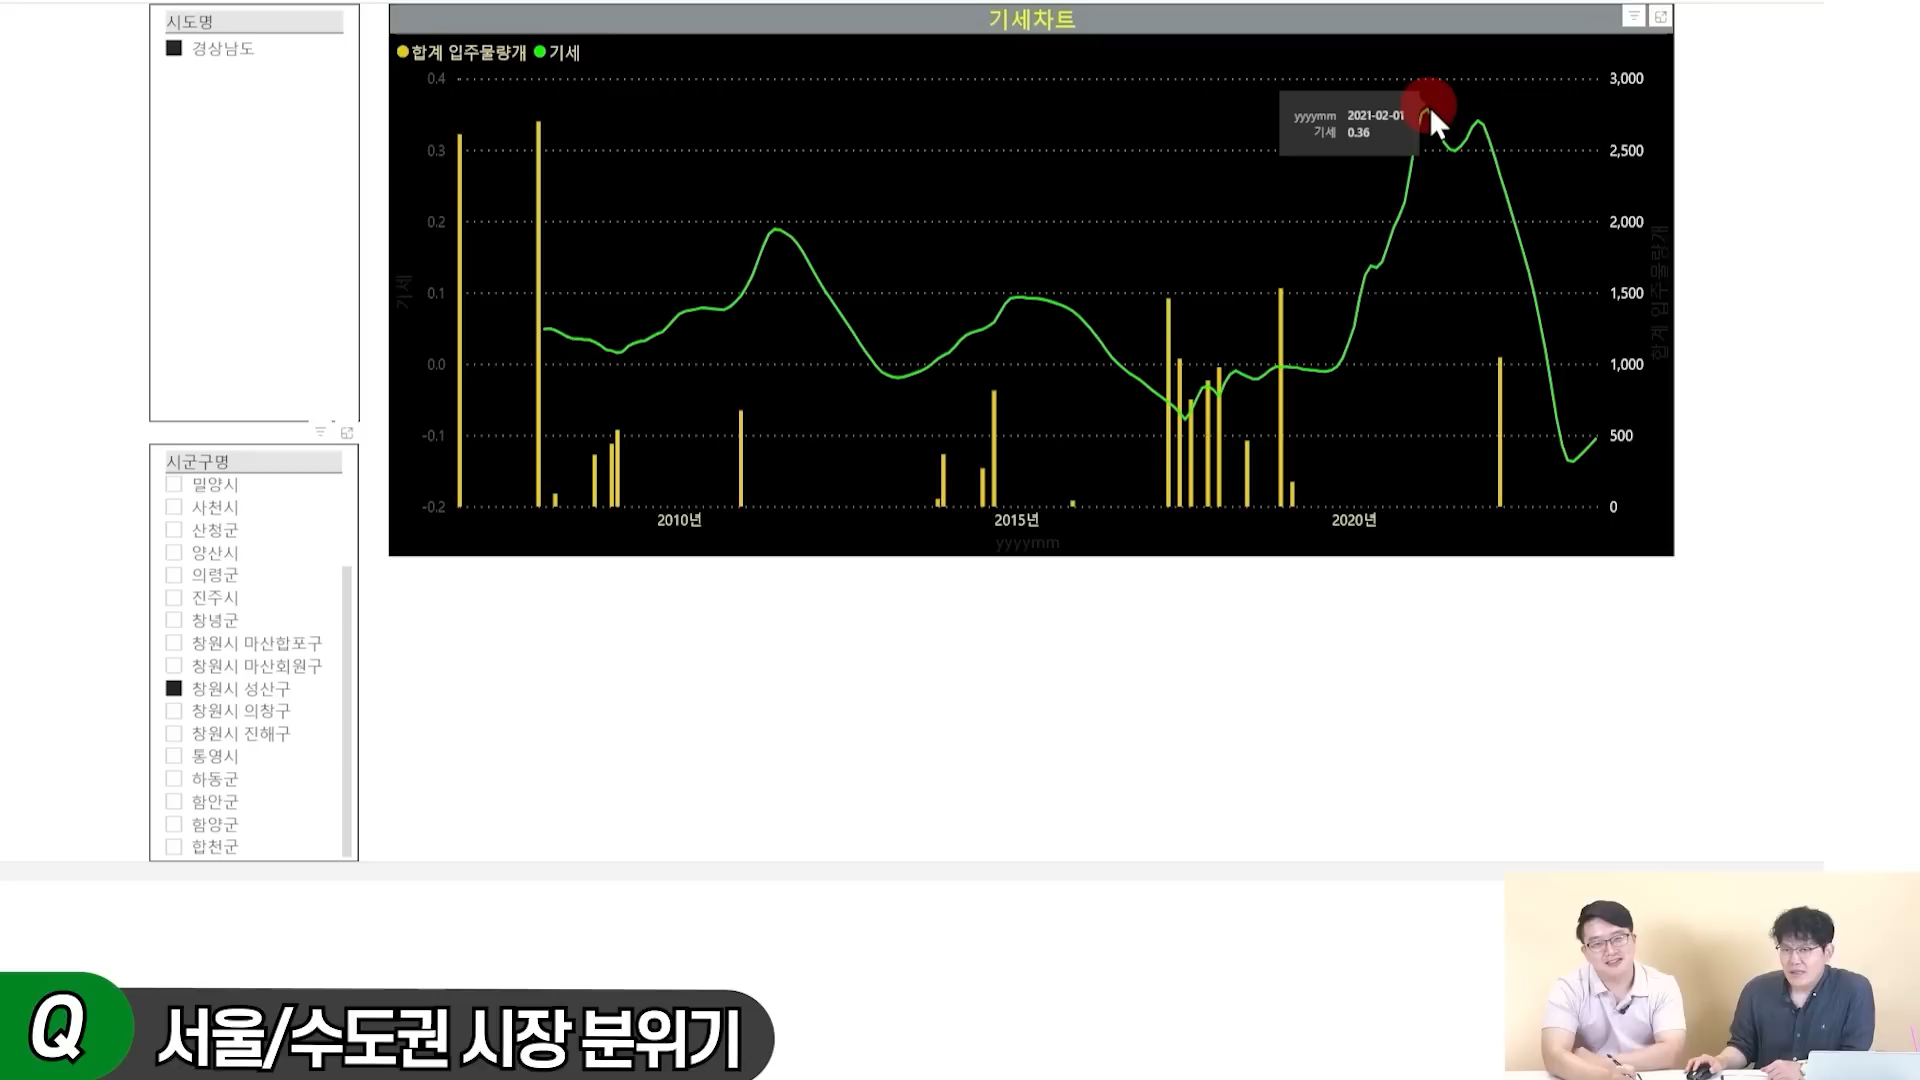 시도명
경상남도
시군구명
밀양시
사천시
산청군
양산시
의령군
진주시
창녕군
창원시 마산합포구
창원시 마산회원구
창원시 성산구
창원시 의창구
창원시 진해구
통영시
하동군
함안군
함양군
합천군
기세차트
합계 입주물량개 기세
0.4
0.3
0.2
0.1
0.0
-0.1
-0.2
기세
3,000
2,500
2,000
1,500
1,000
500
0
합계 입주물량개
yyyymm 2021-02-01
기세 0.36
2010년 2015년 2020년
yyyymm
Q 서울/수도권 시장 분위기